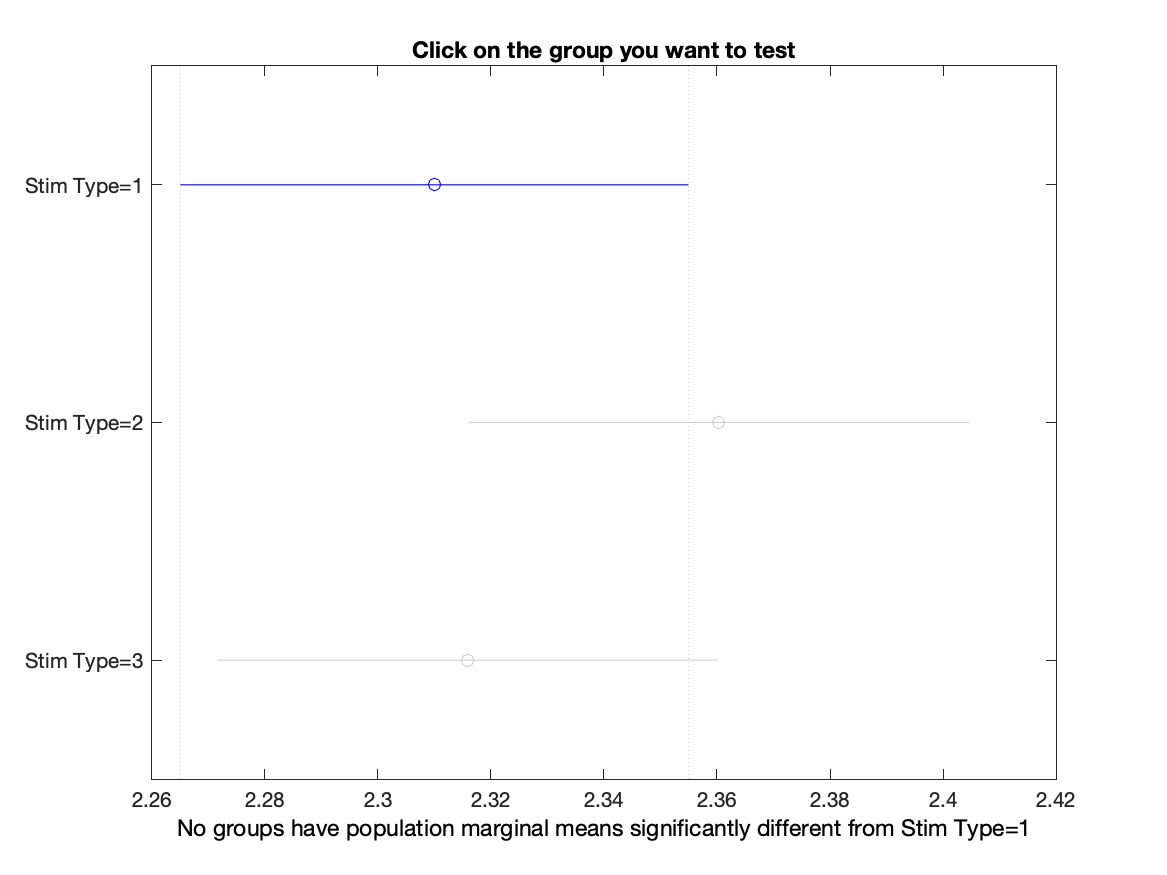 Click on the group you want to test
Stim Type=1
Stim Type=2
Stim Type=3
2.26 2.28 2.3 2.32 2.34 2.36 2.38 2.4 2.42
No groups have population marginal means significantly different from Stim Type=1